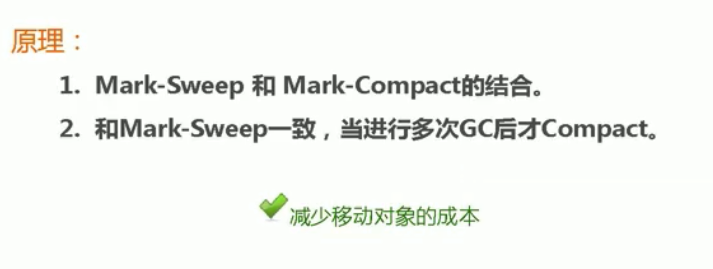 原理：
1. Mark-Sweep 和 Mark-Compact的结合。
2. 和Mark-Sweep一致，当进行多次GC后才Compact。
减少移动对象的成本